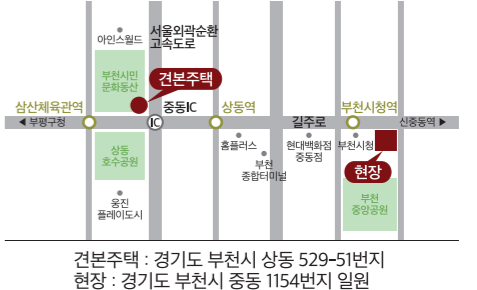 아인스월드
서울외곽순환
고속도로
부천시민
문화동산
견본주택
삼산체육관역
중동IC
상동역
부천시청역
◀ 부평구청
IC
길주로
신중동역 ▶
상동
호수공원
홈플러스
부천
종합터미널
현대백화점
중동점
부천시청
현장
웅진
플레이도시
부천
중앙공원
견본주택 : 경기도 부천시 상동 529-51번지
현장 : 경기도 부천시 중동 1154번지 일원